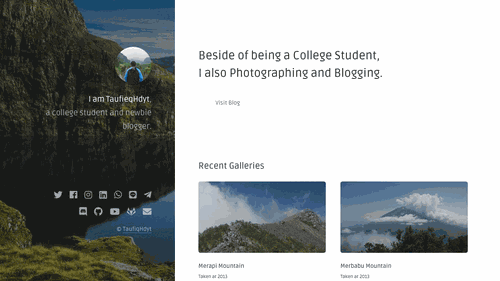 I am TaufieqHdyt,
a college student and newbie
blogger.
© TaufiqHdyt
Beside of being a College Student,
I also Photographing and Blogging.
Visit Blog
Recent Galleries
Merapi Mountain
Taken at 2013
Merbabu Mountain
Taken at 2013